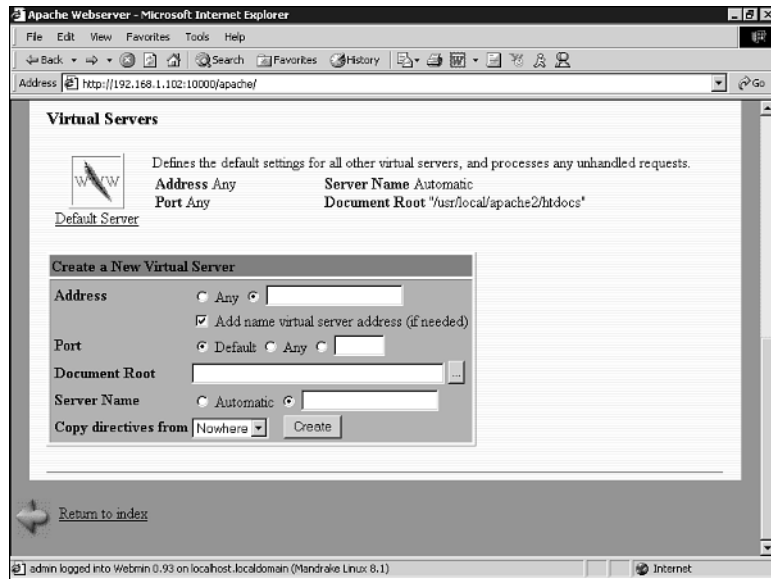 Apache Webserver - Microsoft Internet Explorer
File Edit View Favorites Tools Help
Back Search Favorites History
Address http://192.168.1.102:10000/apache/ Go
Virtual Servers
Defines the default settings for all other virtual servers, and processes any unhandled requests.
Address Any Server Name Automatic
Port Any Document Root "/usr/local/apache2/htdocs"
Default Server
Create a New Virtual Server
Address Any
Add name virtual server address (if needed)
Port Default Any
Document Root ...
Server Name Automatic
Copy directives from Nowhere Create
Return to index
admin logged into Webmin 0.93 on localhost.localdomain (Mandrake Linux 8.1) Internet